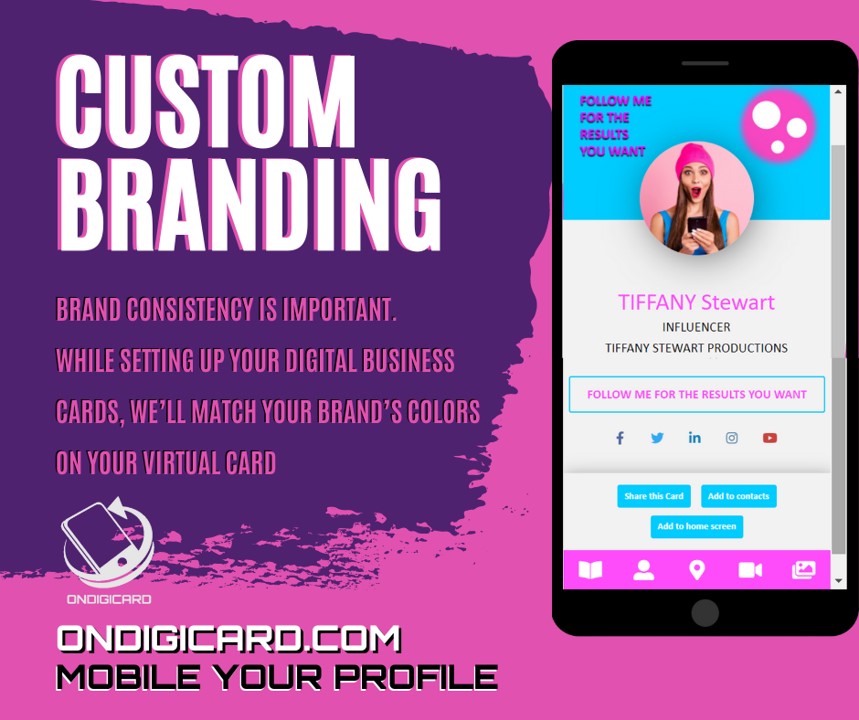 CUSTOM
BRANDING
BRAND CONSISTENCY IS IMPORTANT.
WHILE SETTING UP YOUR DIGITAL BUSINESS
CARDS, WE'LL MATCH YOUR BRAND'S COLORS
ON YOUR VIRTUAL CARD
ONDIGICARD
ONDIGICARD.COM
MOBILE YOUR PROFILE
FOLLOW ME
FOR THE
RESULTS
YOU WANT
TIFFANY Stewart
INFLUENCER
TIFFANY STEWART PRODUCTIONS
FOLLOW ME FOR THE RESULTS YOU WANT
Share this Card
Add to contacts
Add to home screen